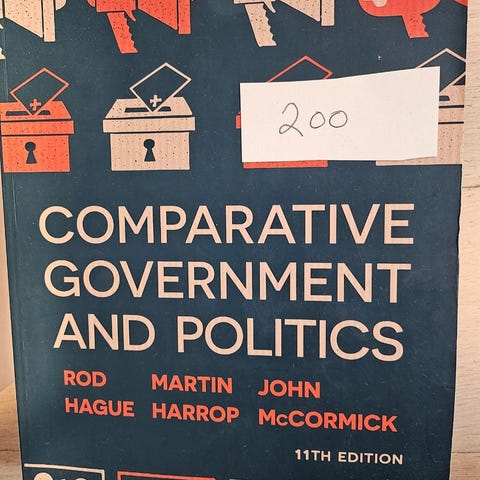 200
COMPARATIVE
GOVERNMENT
AND POLITICS
ROD MARTIN JOHN
HAGUE HARROP McCORMICK
11TH EDITION